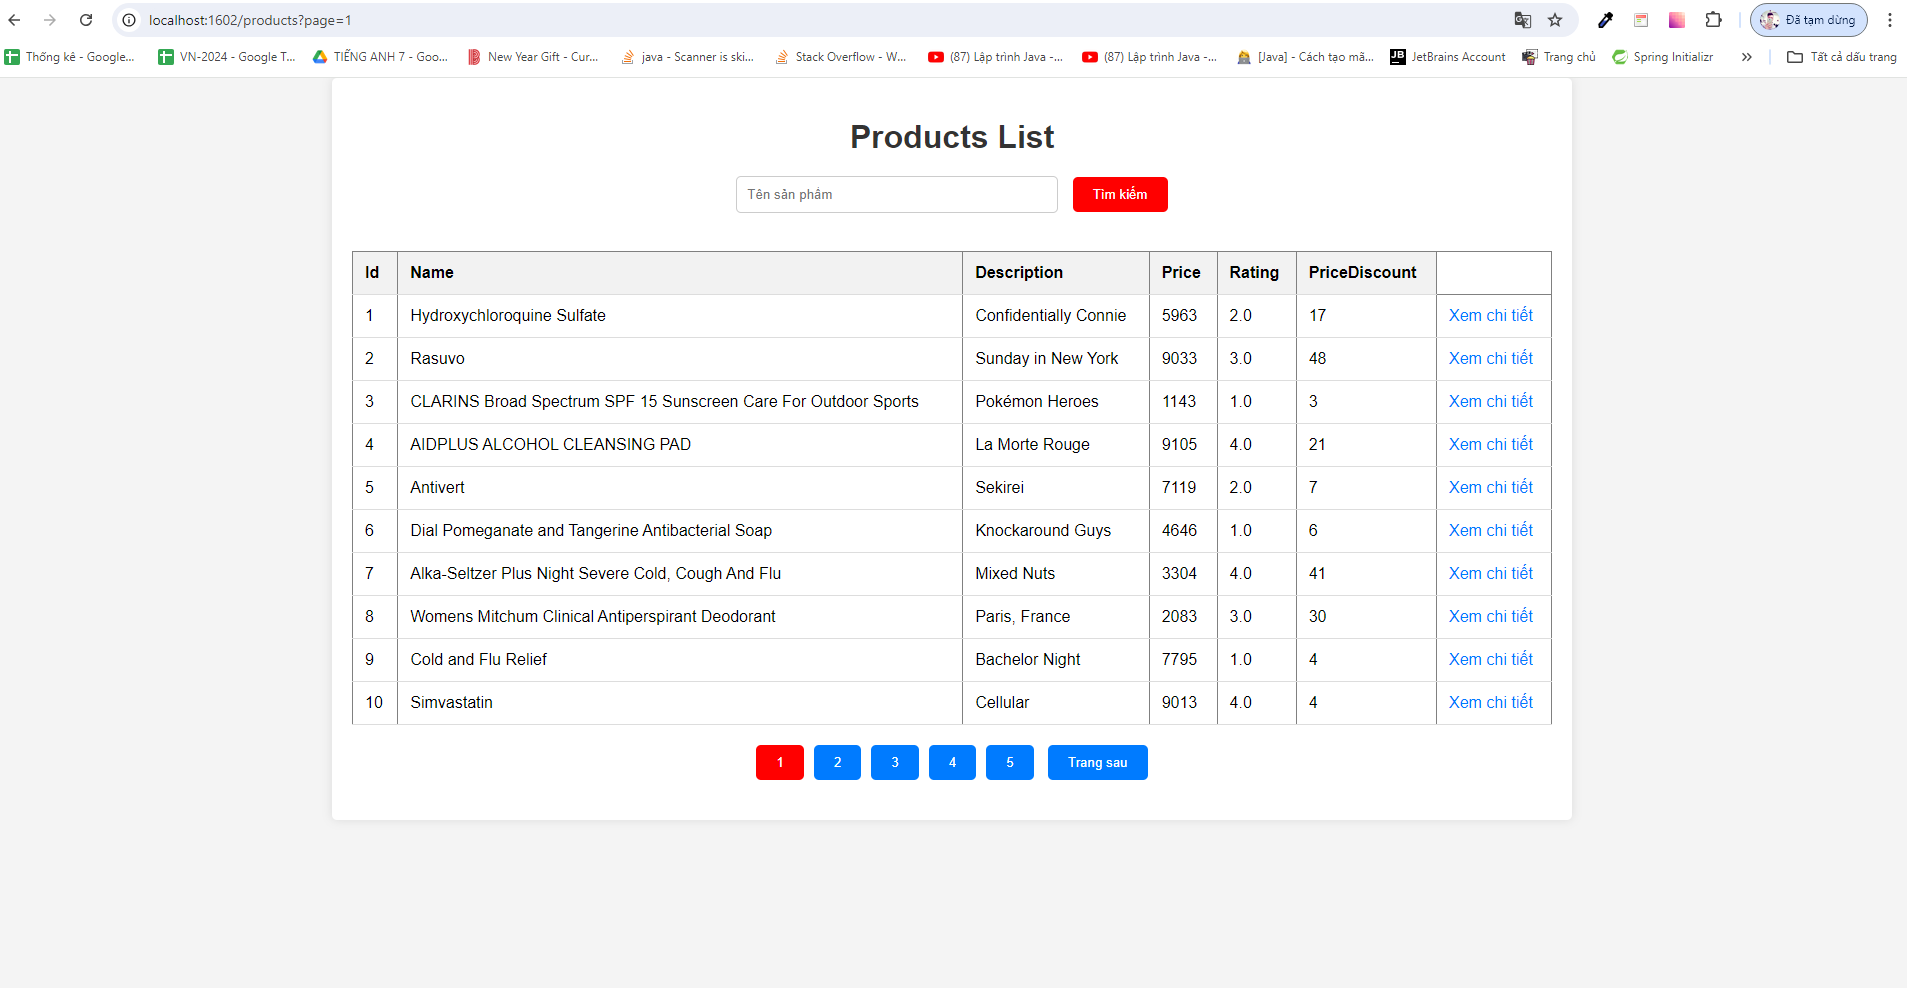 localhost:1602/products?page=1
Đã tạm dừng
Thống kê - Google... VN-2024 - Google T... TIẾNG ANH 7 - Goo... New Year Gift - Cur... java - Scanner is ski... Stack Overflow - W... (87) Lập trình Java -... (87) Lập trình Java -... [Java] - Cách tạo mã... JetBrains Account Trang chủ Spring Initializr Tất cả dấu trang
Products List
Tên sản phẩm Tìm kiếm
Id Name Description Price Rating PriceDiscount
1 Hydroxychloroquine Sulfate Confidentially Connie 5963 2.0 17 Xem chi tiết
2 Rasuvo Sunday in New York 9033 3.0 48 Xem chi tiết
3 CLARINS Broad Spectrum SPF 15 Sunscreen Care For Outdoor Sports Pokémon Heroes 1143 1.0 3 Xem chi tiết
4 AIDPLUS ALCOHOL CLEANSING PAD La Morte Rouge 9105 4.0 21 Xem chi tiết
5 Antivert Sekirei 7119 2.0 7 Xem chi tiết
6 Dial Pomeganate and Tangerine Antibacterial Soap Knockaround Guys 4646 1.0 6 Xem chi tiết
7 Alka-Seltzer Plus Night Severe Cold, Cough And Flu Mixed Nuts 3304 4.0 41 Xem chi tiết
8 Womens Mitchum Clinical Antiperspirant Deodorant Paris, France 2083 3.0 30 Xem chi tiết
9 Cold and Flu Relief Bachelor Night 7795 1.0 4 Xem chi tiết
10 Simvastatin Cellular 9013 4.0 4 Xem chi tiết
1 2 3 4 5 Trang sau